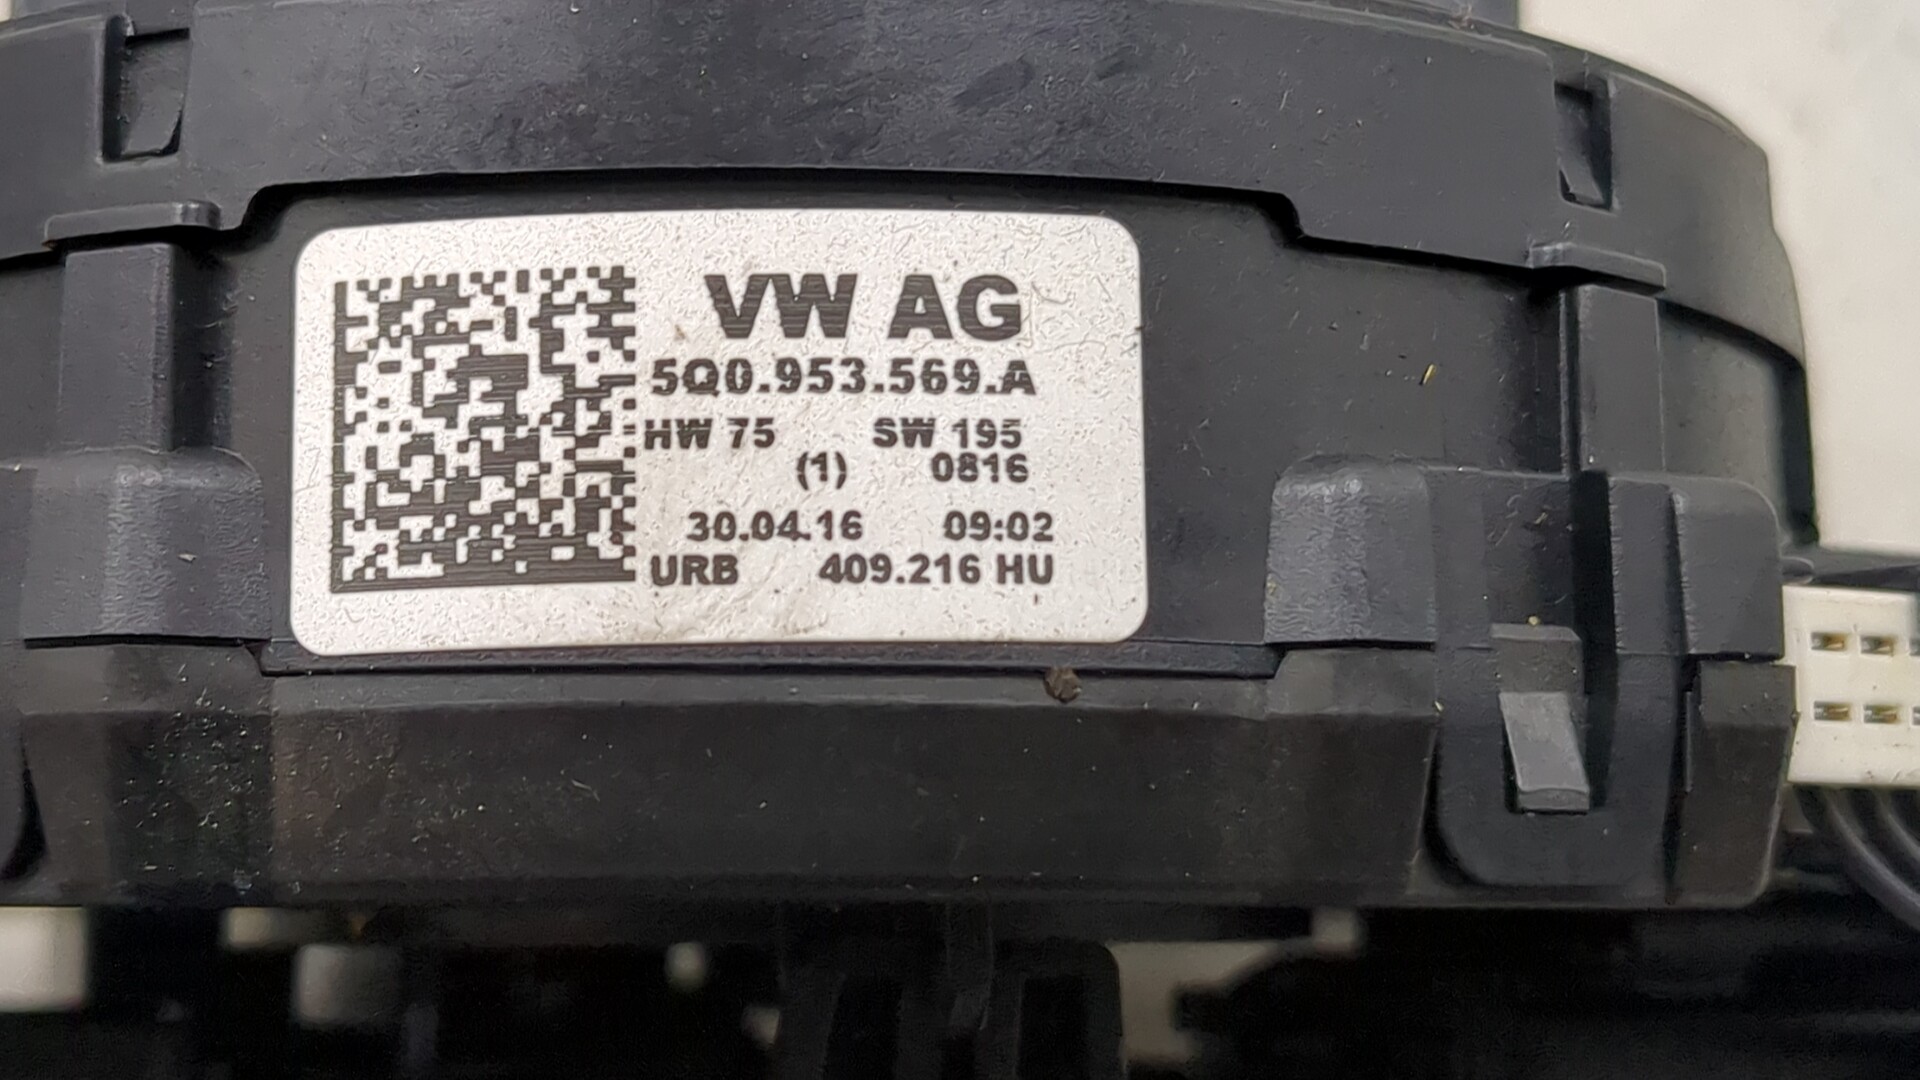 VW AG
5Q0.953.569.A
HW 75 SW 195
(1) 0816
30.04.16 09:02
URB 409.216 HU